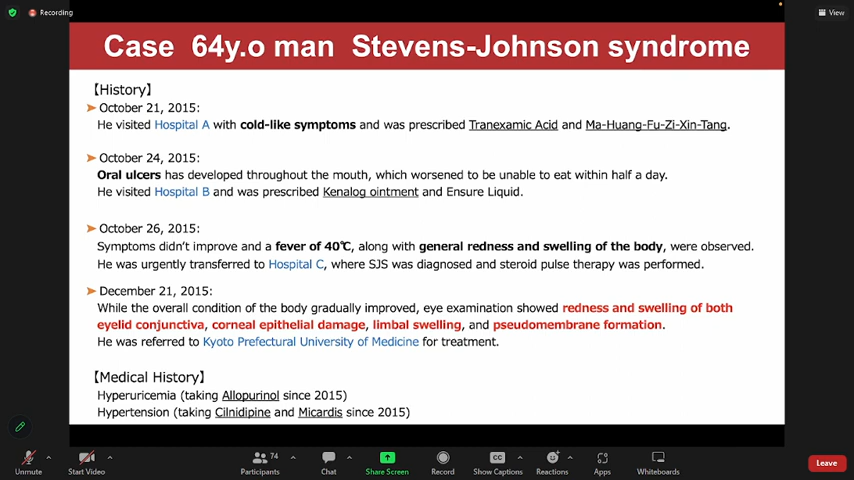 Recording
View
Case 64y.o man Stevens-Johnson syndrome
【History】
➤ October 21, 2015:
He visited Hospital A with cold-like symptoms and was prescribed Tranexamic Acid and Ma-Huang-Fu-Zi-Xin-Tang.
➤ October 24, 2015:
Oral ulcers has developed throughout the mouth, which worsened to be unable to eat within half a day.
He visited Hospital B and was prescribed Kenalog ointment and Ensure Liquid.
➤ October 26, 2015:
Symptoms didn't improve and a fever of 40℃, along with general redness and swelling of the body, were observed.
He was urgently transferred to Hospital C, where SJS was diagnosed and steroid pulse therapy was performed.
➤ December 21, 2015:
While the overall condition of the body gradually improved, eye examination showed redness and swelling of both
eyelid conjunctiva, corneal epithelial damage, limbal swelling, and pseudomembrane formation.
He was referred to Kyoto Prefectural University of Medicine for treatment.
【Medical History】
Hyperuricemia (taking Allopurinol since 2015)
Hypertension (taking Cilnidipine and Micardis since 2015)
74
CC
Unmute Start Video Participants Chat Share Screen Record Show Captions Reactions Apps Whiteboards Leave